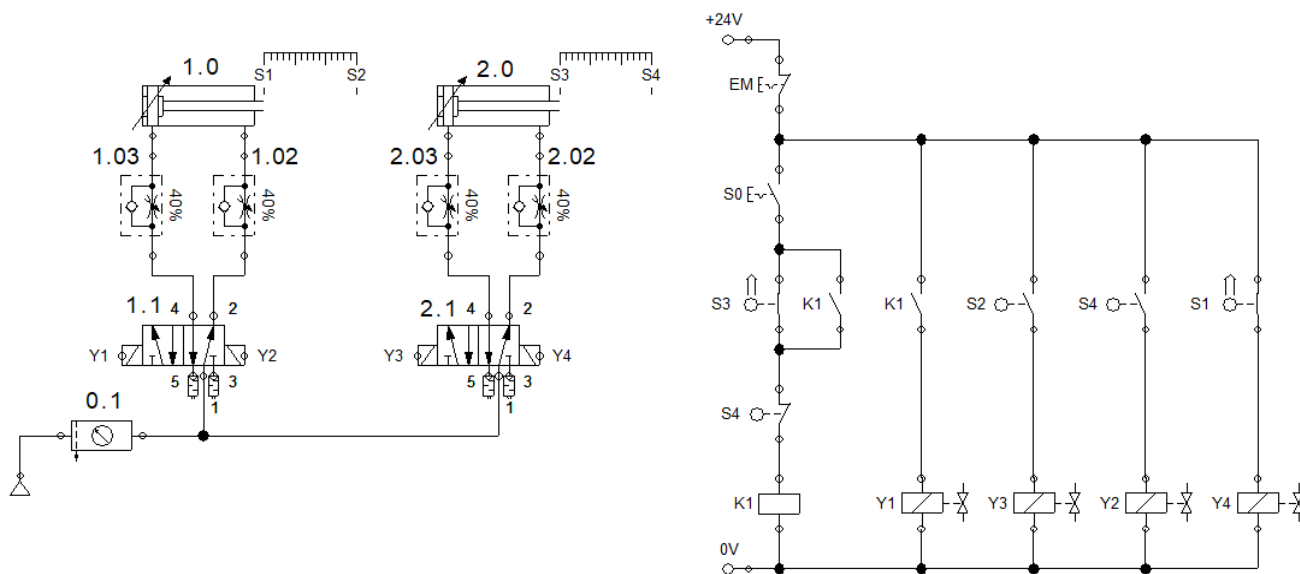 +24V
S1 S2 S3 S4
1.0 2.0
EM
1.03 1.02 2.03 2.02
40% 40% 40% 40%
S0
1.1 4 2 2.1 4 2
S3 K1 K1 S2 S4 S1
Y1 Y2 Y3 Y4
5 3 5 3
1 1
0.1
S4
K1 Y1 Y3 Y2 Y4
0V